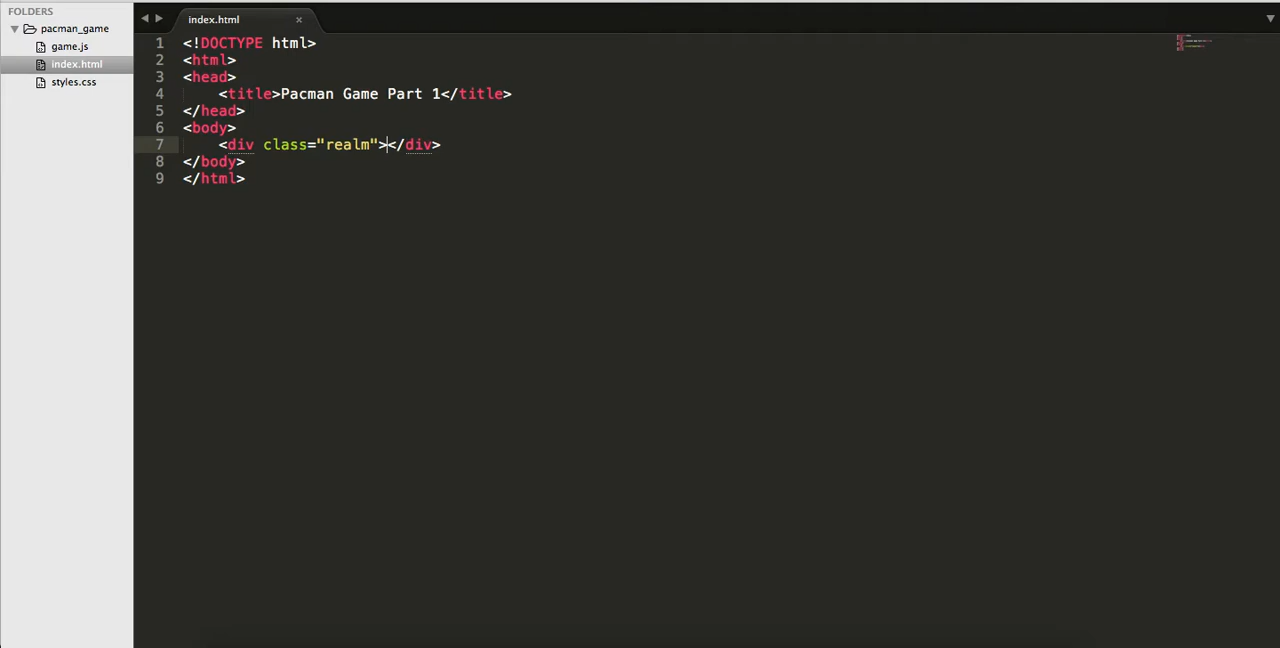 FOLDERS
pacman_game
game.js
index.html
styles.css
index.html
1 <!DOCTYPE html>
2 <html>
3 <head>
4     <title>Pacman Game Part 1</title>
5 </head>
6 <body>
7     <div class="realm"></div>
8 </body>
9 </html>